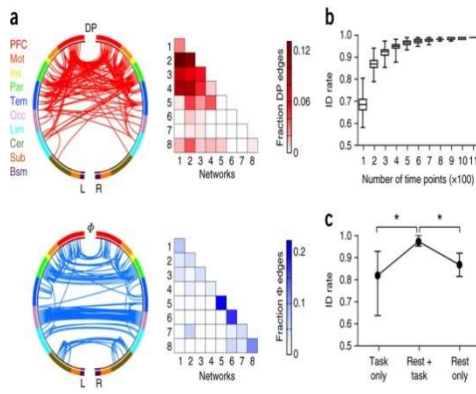 a
DP
PFC
Mot
Ins
Par
Tem
Occ
Lim
Cer
Sub
Bsm
L R
1
2
3
4
5
6
7
8
1 2 3 4 5 6 7 8
Networks
0.12
0.06
0
Fraction DP edges
Φ
L R
1
2
3
4
5
6
7
8
1 2 3 4 5 6 7 8
Networks
0.2
0.1
0
Fraction Φ edges
b
ID rate
1.0
0.9
0.8
0.7
0.6
0.5
1 2 3 4 5 6 7 8 9 10 11
Number of time points (×100)
c
* *
ID rate
1.0
0.9
0.8
0.7
0.6
0.5
Task only
Rest + task
Rest only